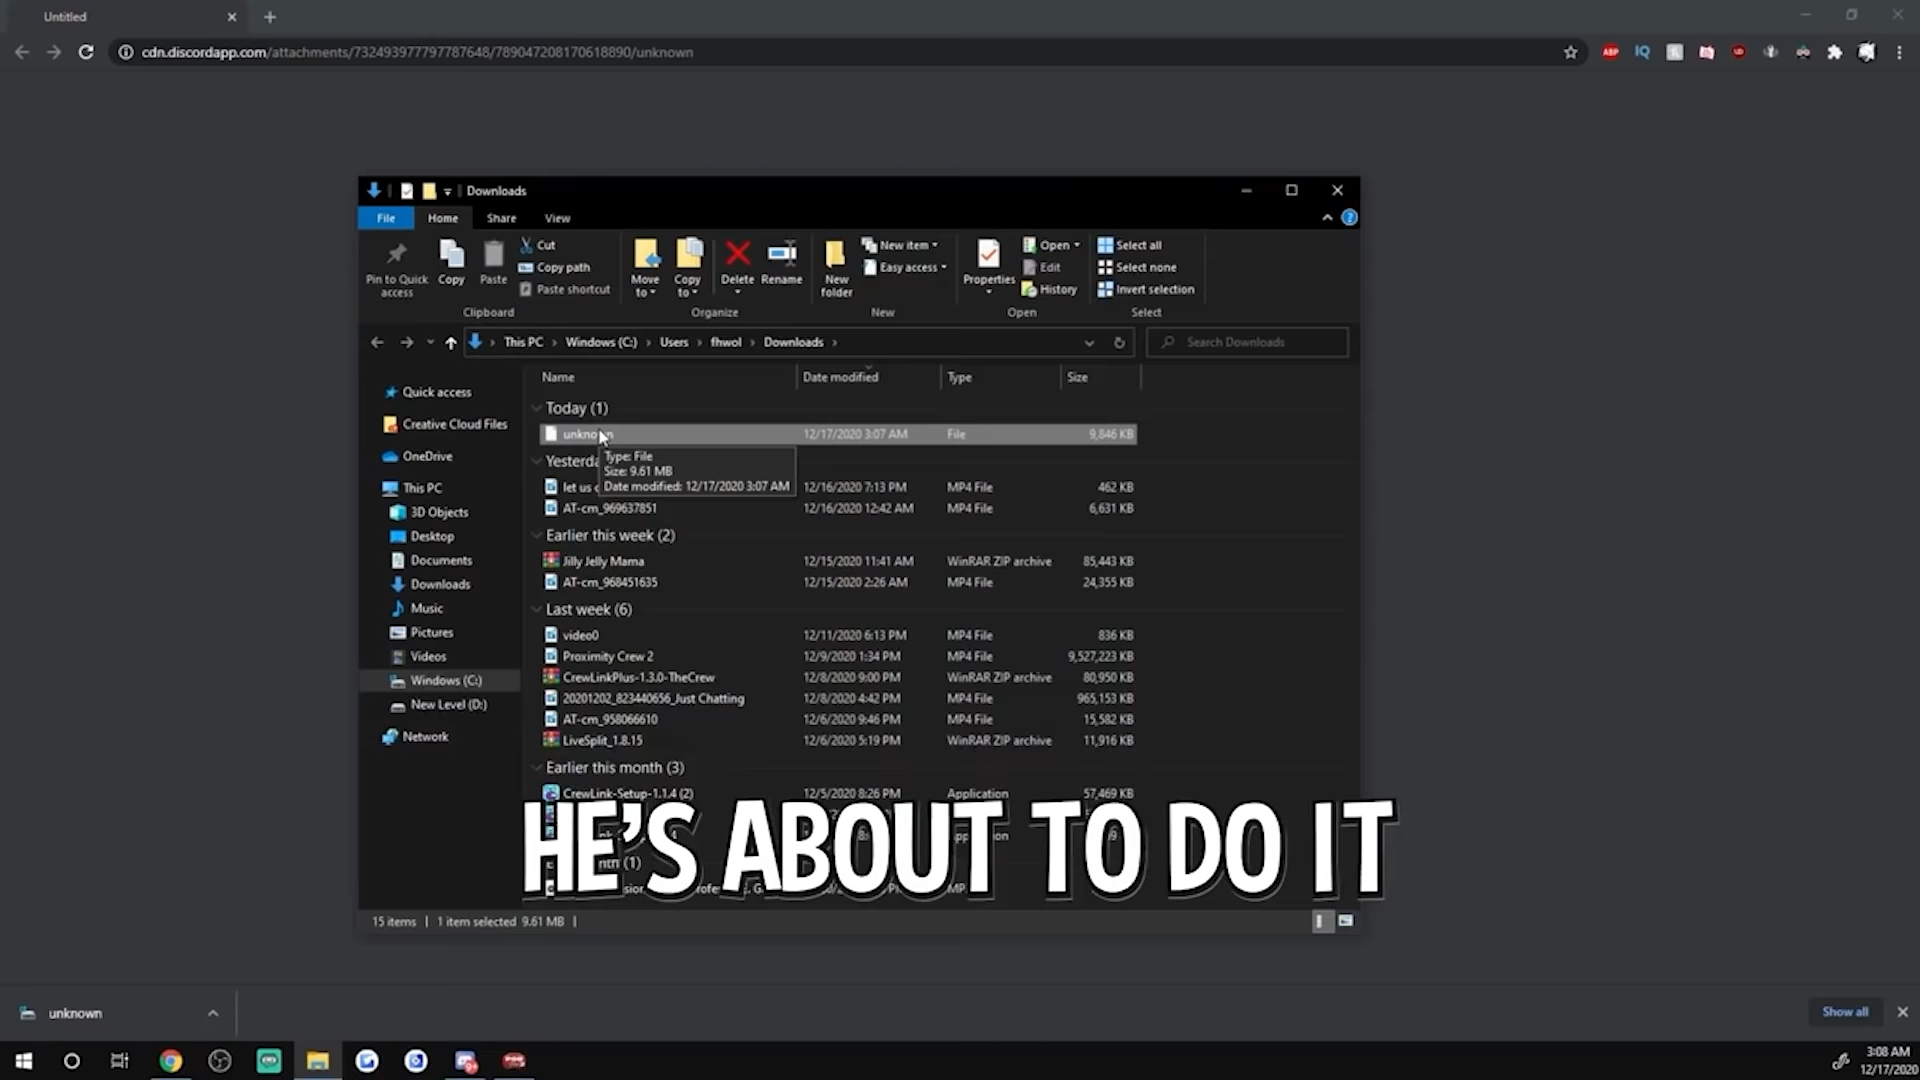 Untitled
cdn.discordapp.com/attachments/732493977797787648/789047208170618890/unknown
ABP
IQ
Downloads
File Home Share View
Pin to Quick access
Copy
Paste
Cut
Copy path
Paste shortcut
Clipboard
Move to
Copy to
Delete
Rename
Organize
New folder
New item
Easy access
New
Properties
Open
Edit
History
Open
Select all
Select none
Invert selection
Select
This PC > Windows (C:) > Users > fhwol > Downloads >
Search Downloads
Quick access
Creative Cloud Files
OneDrive
This PC
3D Objects
Desktop
Documents
Downloads
Music
Pictures
Videos
Windows (C:)
New Level (D:)
Network
Name Date modified Type Size
Today (1)
unknown 12/17/2020 3:07 AM File 9,846 KB
Type: File
Size: 9.61 MB
Date modified: 12/17/2020 3:07 AM
let us 12/16/2020 7:13 PM MP4 File 462 KB
AT-cm_969637851 12/16/2020 12:42 AM MP4 File 6,631 KB
Earlier this week (2)
Jilly Jelly Mama 12/15/2020 11:41 AM WinRAR ZIP archive 85,443 KB
AT-cm_968451635 12/15/2020 2:26 AM MP4 File 24,355 KB
Last week (6)
video0 12/11/2020 6:13 PM MP4 File 836 KB
Proximity Crew 2 12/9/2020 1:34 PM MP4 File 9,527,223 KB
CrewLinkPlus-1.3.0-TheCrew 12/8/2020 9:00 PM WinRAR ZIP archive 80,950 KB
20201202_823440656_Just Chatting 12/8/2020 4:42 PM MP4 File 965,153 KB
AT-cm_958066610 12/6/2020 9:46 PM MP4 File 15,582 KB
LiveSplit_1.8.15 12/6/2020 5:19 PM WinRAR ZIP archive 11,916 KB
Earlier this month (3)
CrewLink-Setup-1.1.4 (2) 12/5/2020 8:26 PM Application 57,469 KB
HE'S ABOUT TO DO IT
15 items | 1 item selected 9.61 MB |
unknown
Show all
3:08 AM
12/17/2020